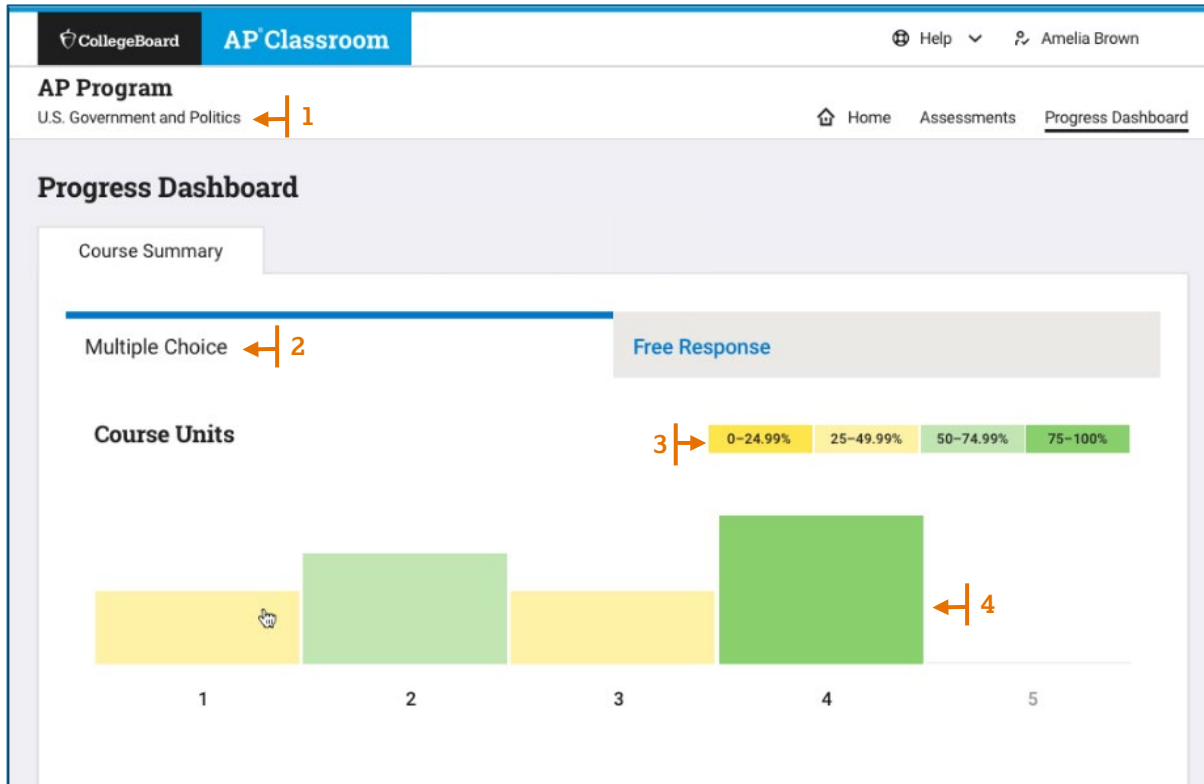 CollegeBoard AP Classroom Help Amelia Brown
AP Program
U.S. Government and Politics 1 Home Assessments Progress Dashboard
Progress Dashboard
Course Summary
Multiple Choice 2 Free Response
Course Units 3 0–24.99% 25–49.99% 50–74.99% 75–100%
4
1 2 3 4 5